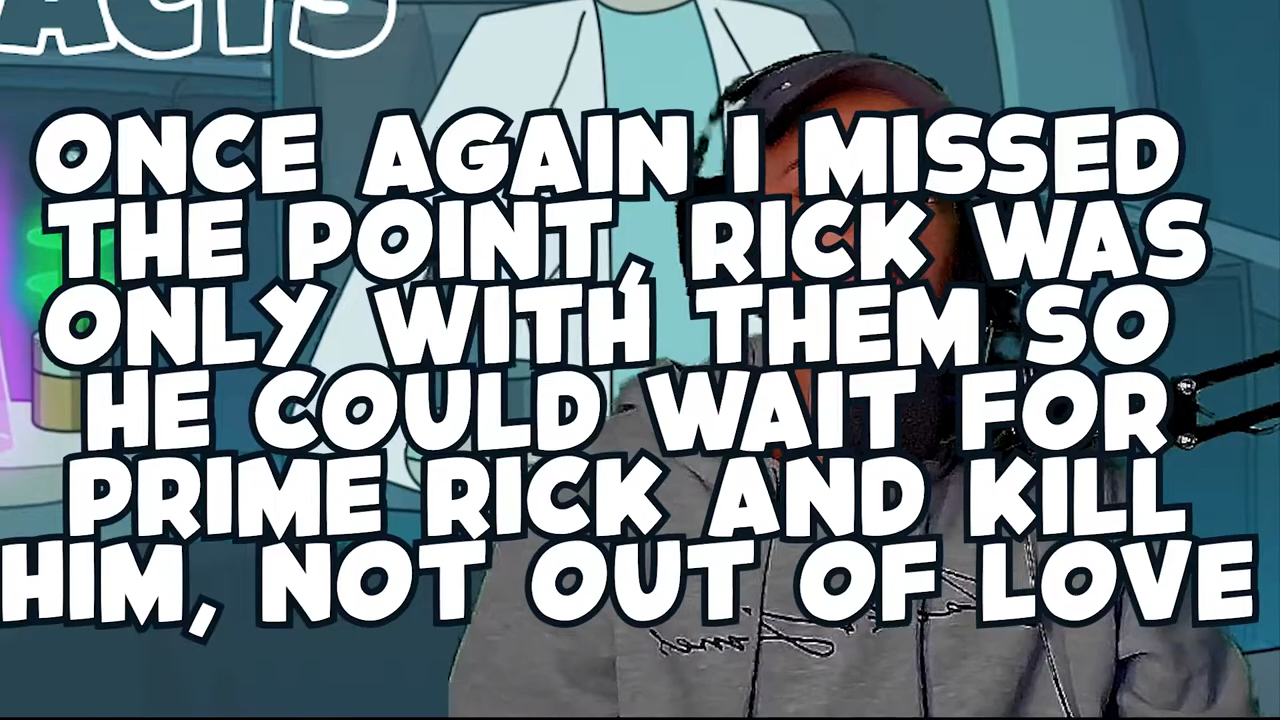 ONCE AGAIN I MISSED
THE POINT, RICK WAS
ONLY WITH THEM SO
HE COULD WAIT FOR
PRIME RICK AND KILL
HIM, NOT OUT OF LOVE